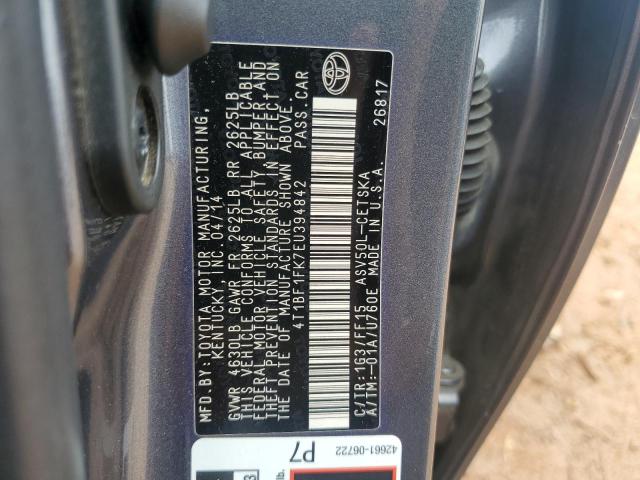 MFD. BY: TOYOTA MOTOR MANUFACTURING,
KENTUCKY, INC. 04/14
GVWR 4630LB GAWR FR 2625LB RR 2625LB
THIS VEHICLE CONFORMS TO ALL APPLICABLE
FEDERAL MOTOR VEHICLE SAFETY, BUMPER, AND
THEFT PREVENTION STANDARDS IN EFFECT ON
THE DATE OF MANUFACTURE SHOWN ABOVE.
4T1BF1FK7EU394842 PASS.CAR
C/TR:1G3/FF15 ASV50L-CETSKA
A/TM:-01A/U760E MADE IN U.S.A. 26817
P7
42661-06722
lb.
3